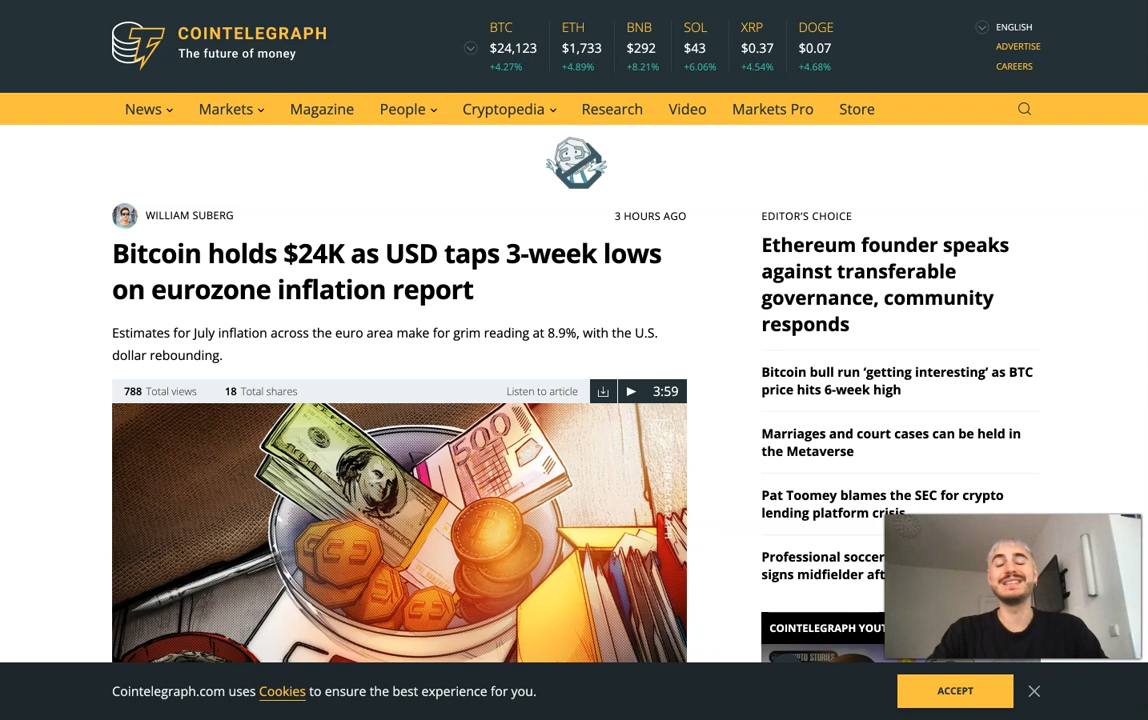 COINTELEGRAPH
The future of money
BTC
$24,123
+4.27%
ETH
$1,733
+4.89%
BNB
$292
+8.21%
SOL
$43
+6.06%
XRP
$0.37
+4.54%
DOGE
$0.07
+4.68%
ENGLISH
ADVERTISE
CAREERS
News Markets Magazine People Cryptopedia Research Video Markets Pro Store
WILLIAM SUBERG
3 HOURS AGO
Bitcoin holds $24K as USD taps 3-week lows
on eurozone inflation report
Estimates for July inflation across the euro area make for grim reading at 8.9%, with the U.S.
dollar rebounding.
788 Total views 18 Total shares Listen to article 3:59
EDITOR'S CHOICE
Ethereum founder speaks
against transferable
governance, community
responds
Bitcoin bull run ‘getting interesting’ as BTC
price hits 6-week high
Marriages and court cases can be held in
the Metaverse
Pat Toomey blames the SEC for crypto
lending platform crisis
Professional soccer
signs midfielder
COINTELEGRAPH
Cointelegraph.com uses Cookies to ensure the best experience for you.
ACCEPT